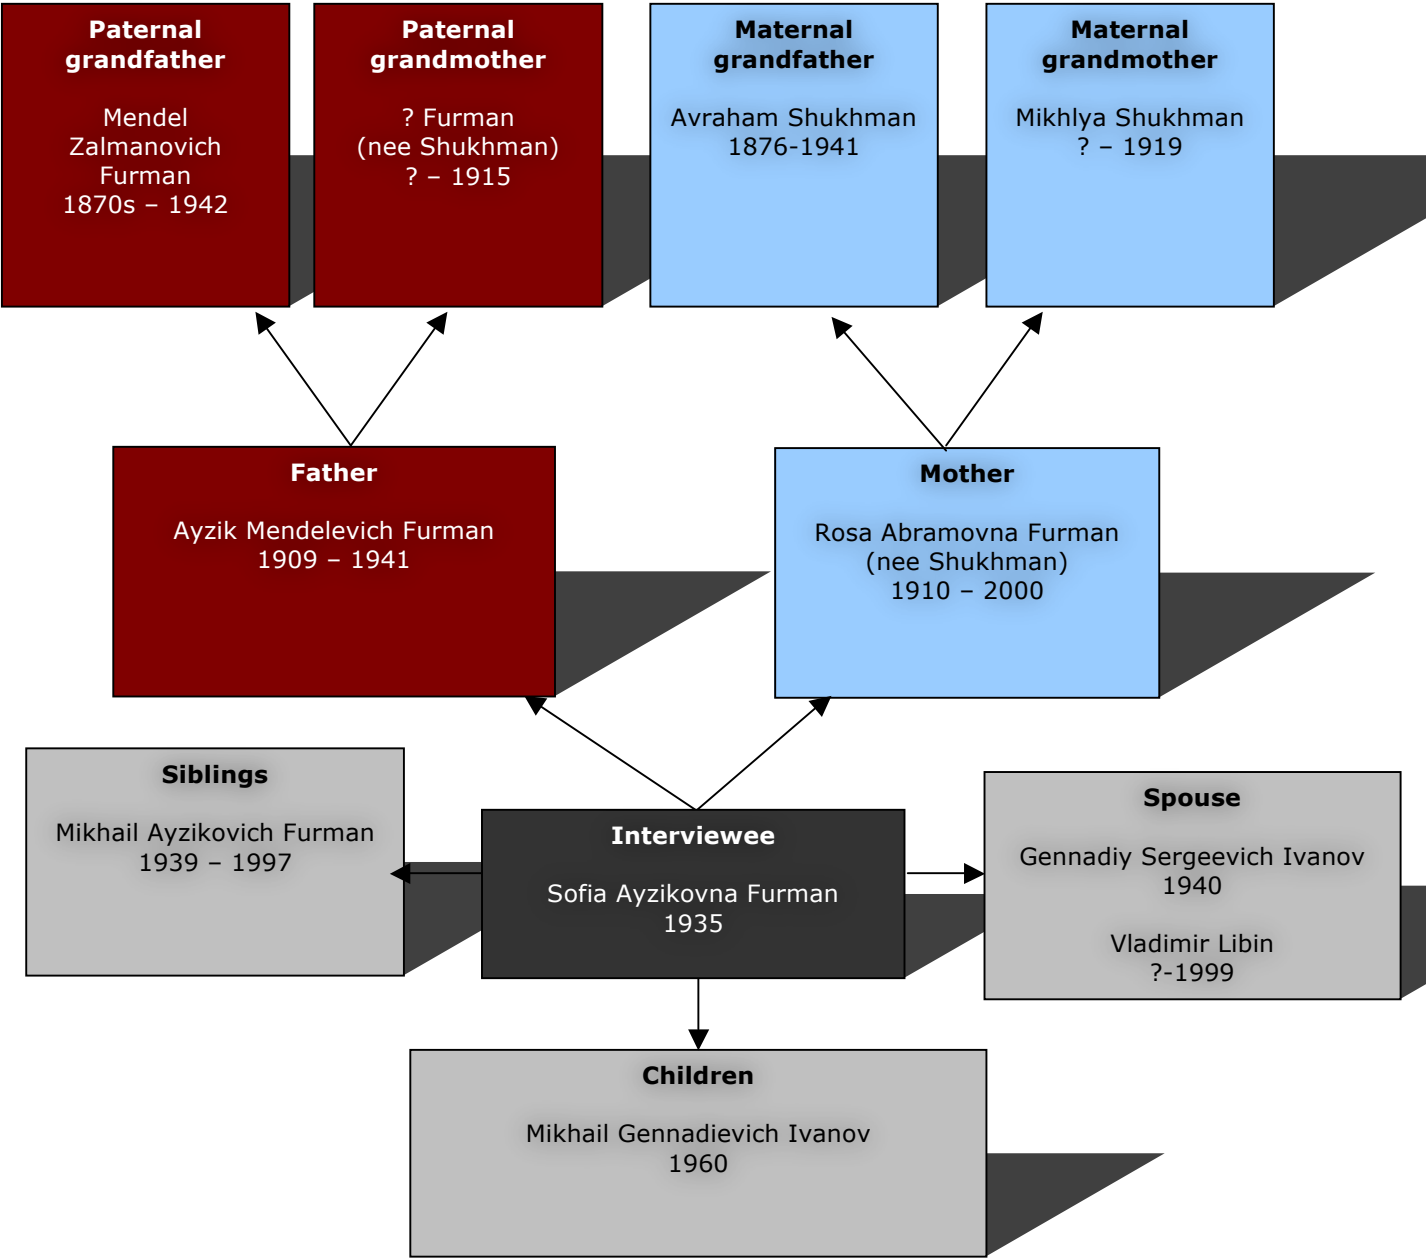 Paternal
grandfather
Mendel
Zalmanovich
Furman
1870s – 1942
Paternal
grandmother
? Furman
(nee Shukhman)
? – 1915
Maternal
grandfather
Avraham Shukhman
1876-1941
Maternal
grandmother
Mikhlya Shukhman
? – 1919
Father
Ayzik Mendelevich Furman
1909 – 1941
Mother
Rosa Abramovna Furman
(nee Shukhman)
1910 – 2000
Siblings
Mikhail Ayzikovich Furman
1939 – 1997
Interviewee
Sofia Ayzikovna Furman
1935
Spouse
Gennadiy Sergeevich Ivanov
1940
Vladimir Libin
?-1999
Children
Mikhail Gennadievich Ivanov
1960